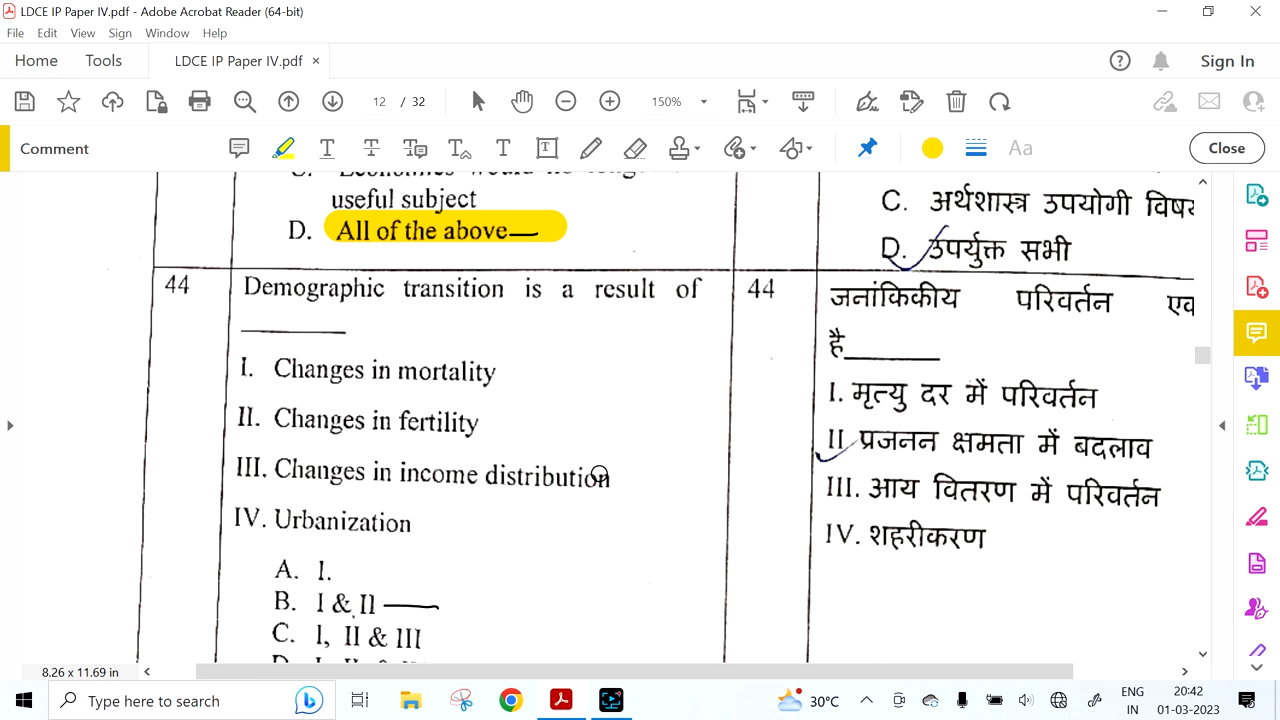 LDCE IP Paper IV.pdf - Adobe Acrobat Reader (64-bit)
File Edit View Sign Window Help
Home Tools LDCE IP Paper IV.pdf × Sign In
12 / 32 150%
Comment Aa Close
useful subject
D. All of the above
44 Demographic transition is a result of
I. Changes in mortality
II. Changes in fertility
III. Changes in income distribution
IV. Urbanization
A. I.
B. I & II
C. I, II & III
C. अर्थशास्त्र उपयोगी
D. उपर्युक्त सभी
44 जनांकिकीय परिवर्तन
है
I. मृत्यु दर में परिवर्तन
II. प्रजनन क्षमता में बदलाव
III. आय वितरण में परिवर्तन
IV. शहरीकरण
8.26 x 11.69 in
Type here to search 30°C ENG 20:42
IN 01-03-2023